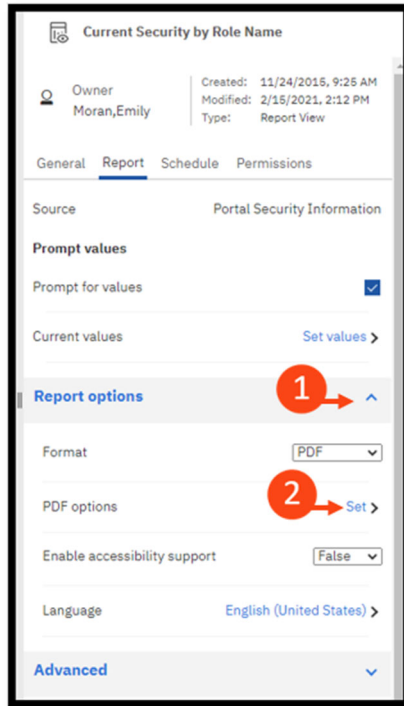 Current Security by Role Name
Owner
Moran,Emily
Created: 11/24/2015, 9:25 AM
Modified: 2/15/2021, 2:12 PM
Type: Report View
General Report Schedule Permissions
Source Portal Security Information
Prompt values
Prompt for values
Current values Set values
Report options 1
Format PDF
2
PDF options Set
Enable accessibility support False
Language English (United States)
Advanced